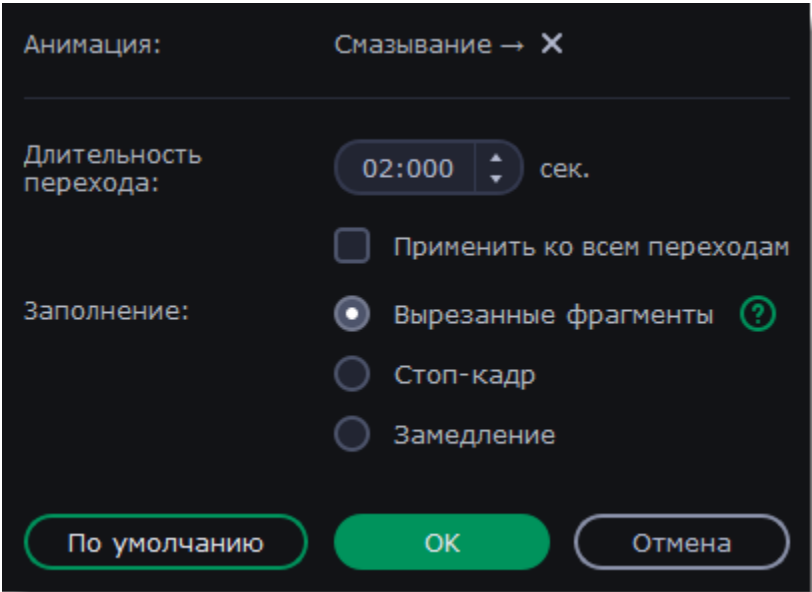 Анимация: Смазывание → ✕
Длительность
перехода:
02:000 сек.
Применить ко всем переходам
Заполнение: Вырезанные фрагменты ?
Стоп-кадр
Замедление
По умолчанию OK Отмена